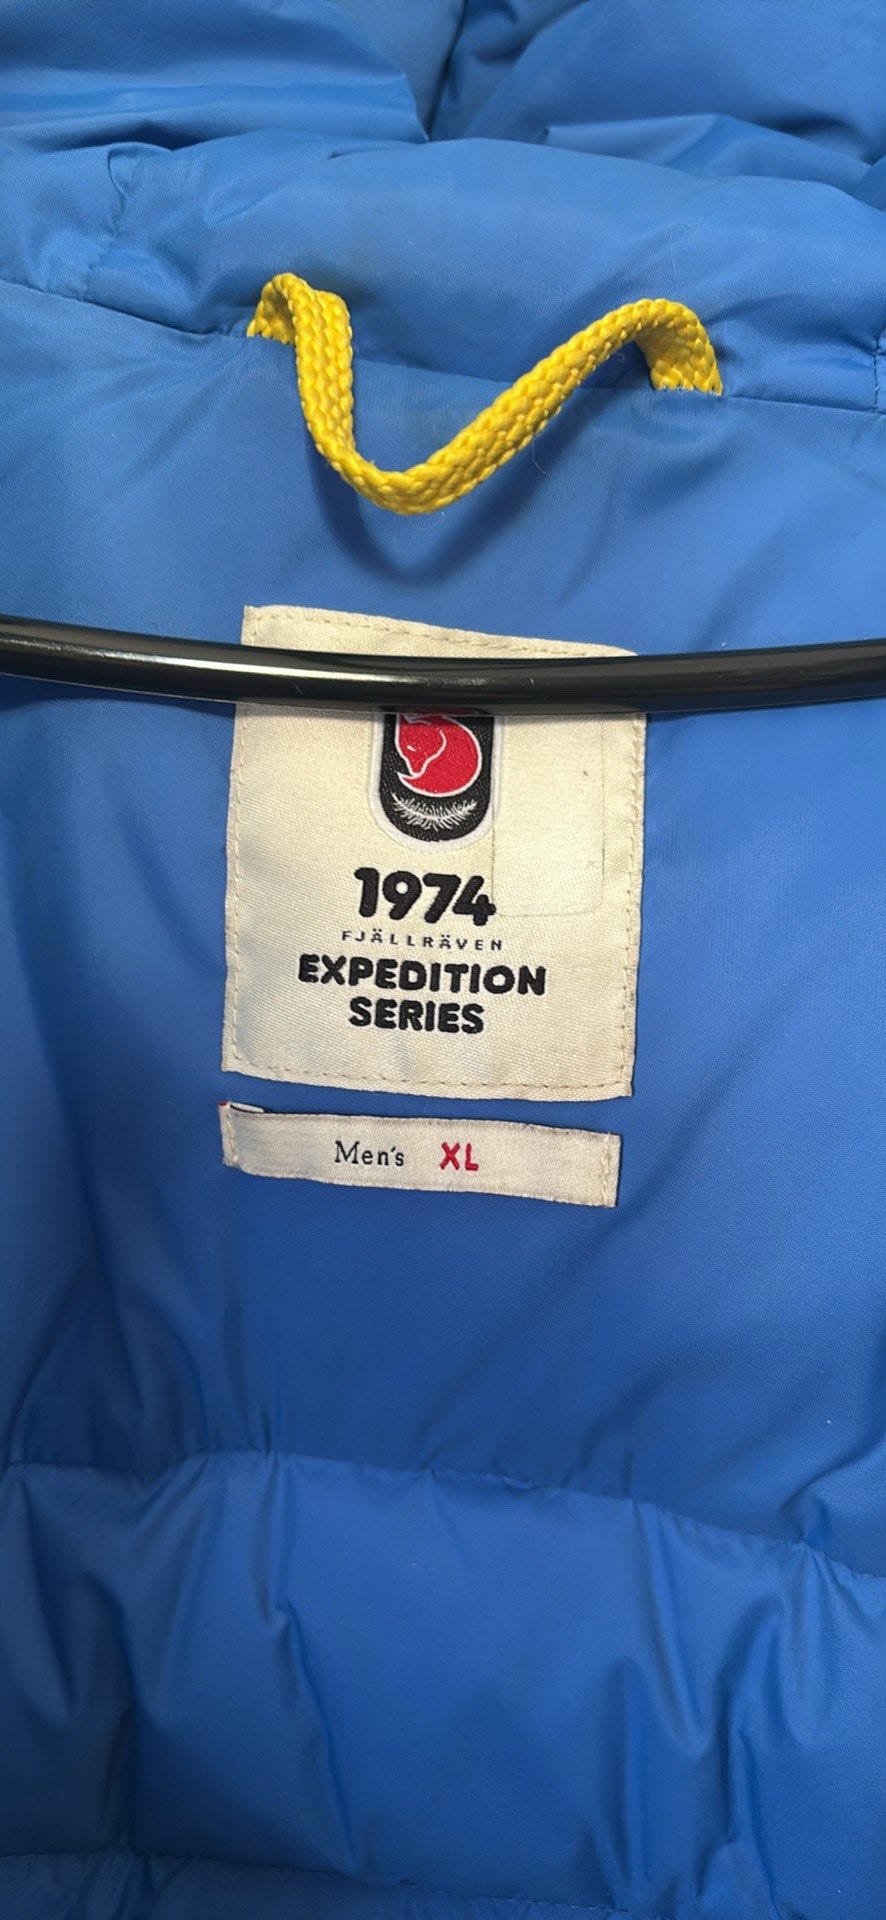 1974
FJÄLLRÄVEN
EXPEDITION
SERIES
Men's XL